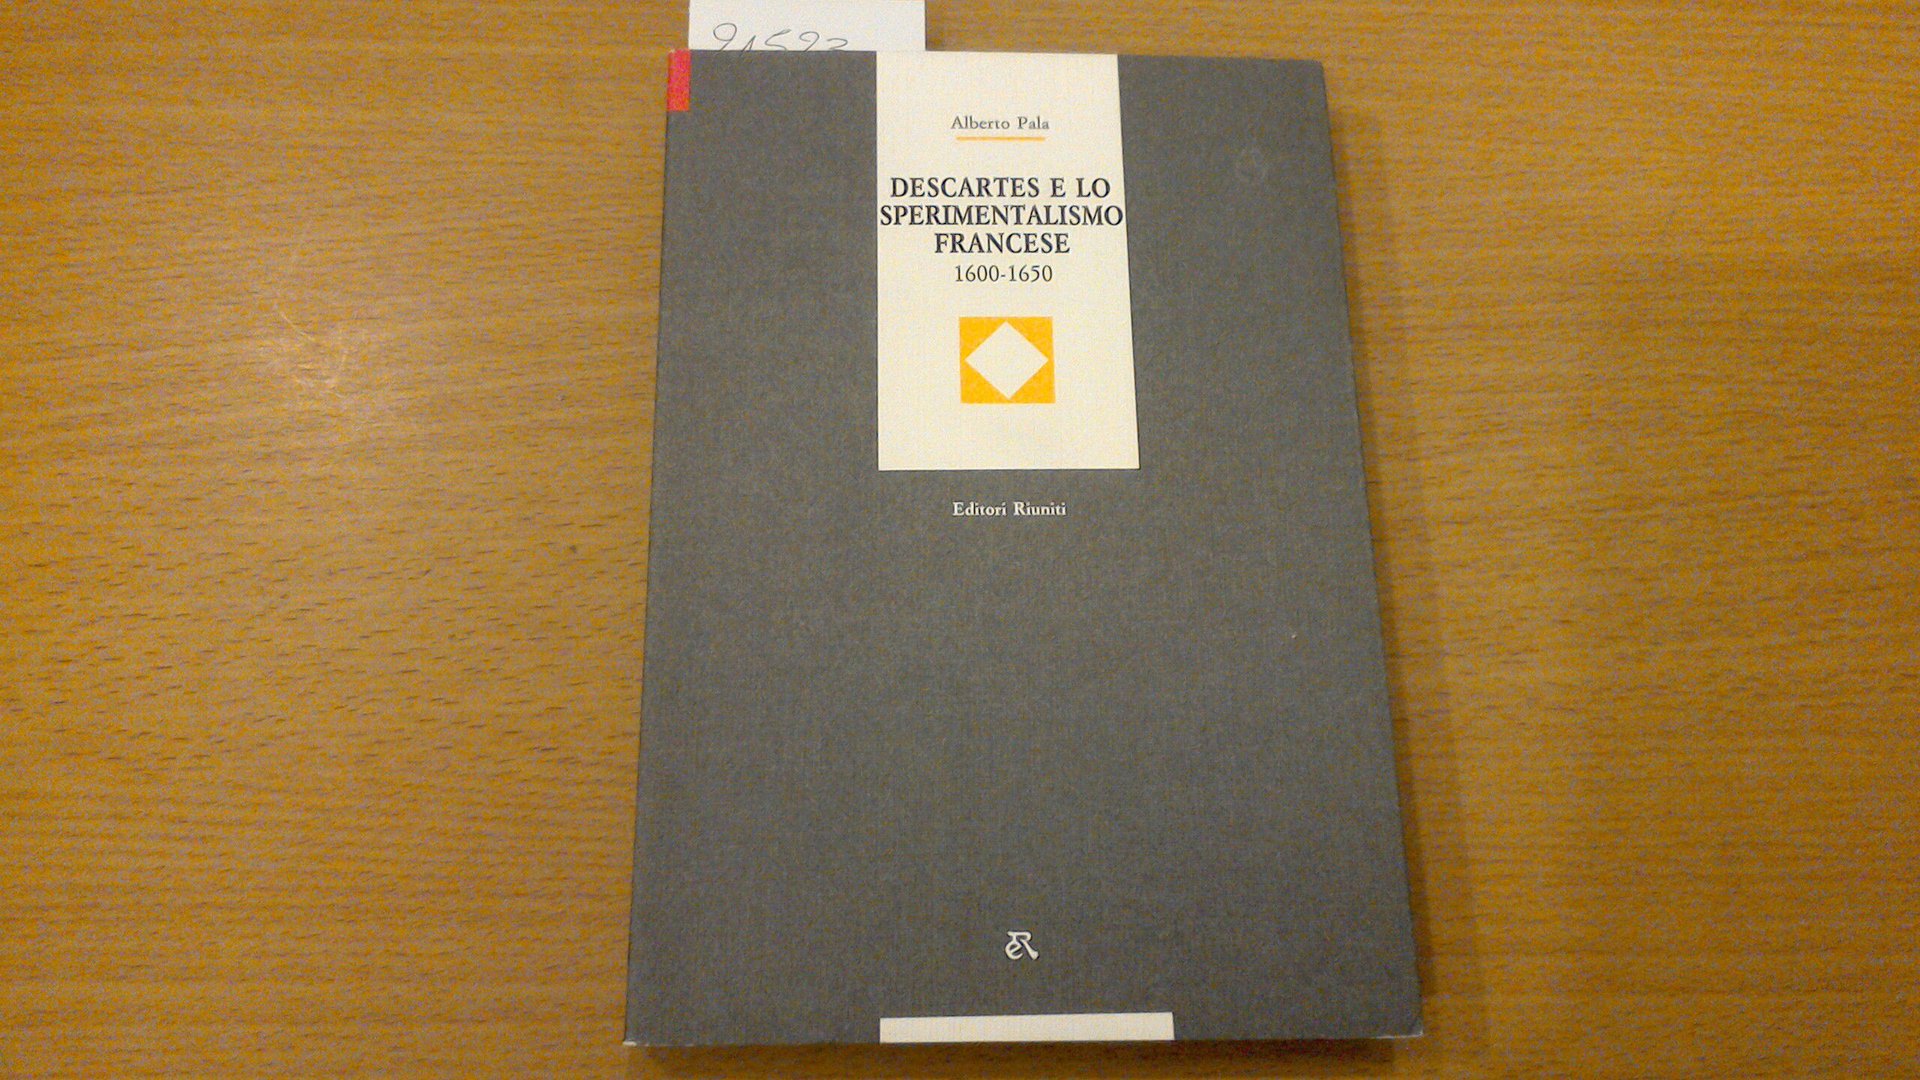 Alberto Pala
DESCARTES E LO
SPERIMENTALISMO
FRANCESE
1600-1650
Editori Riuniti